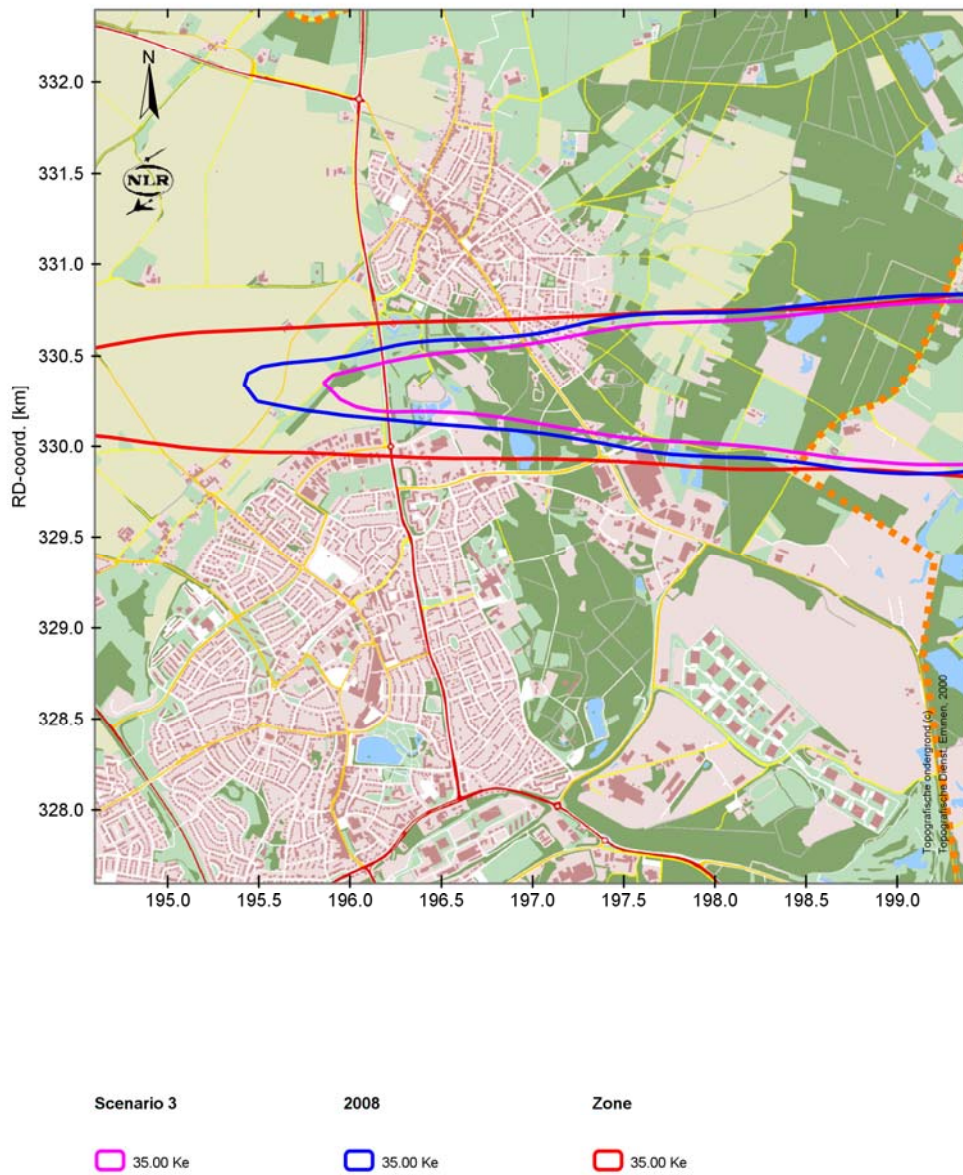 N
NLR
RD-coord. [km]
332.0
331.5
331.0
330.5
330.0
329.5
329.0
328.5
328.0
195.0 195.5 196.0 196.5 197.0 197.5 198.0 198.5 199.0
Topografische ondergrond (c)
Topografische Dienst, Emmen, 2000
Scenario 3 2008 Zone
35.00 Ke 35.00 Ke 35.00 Ke